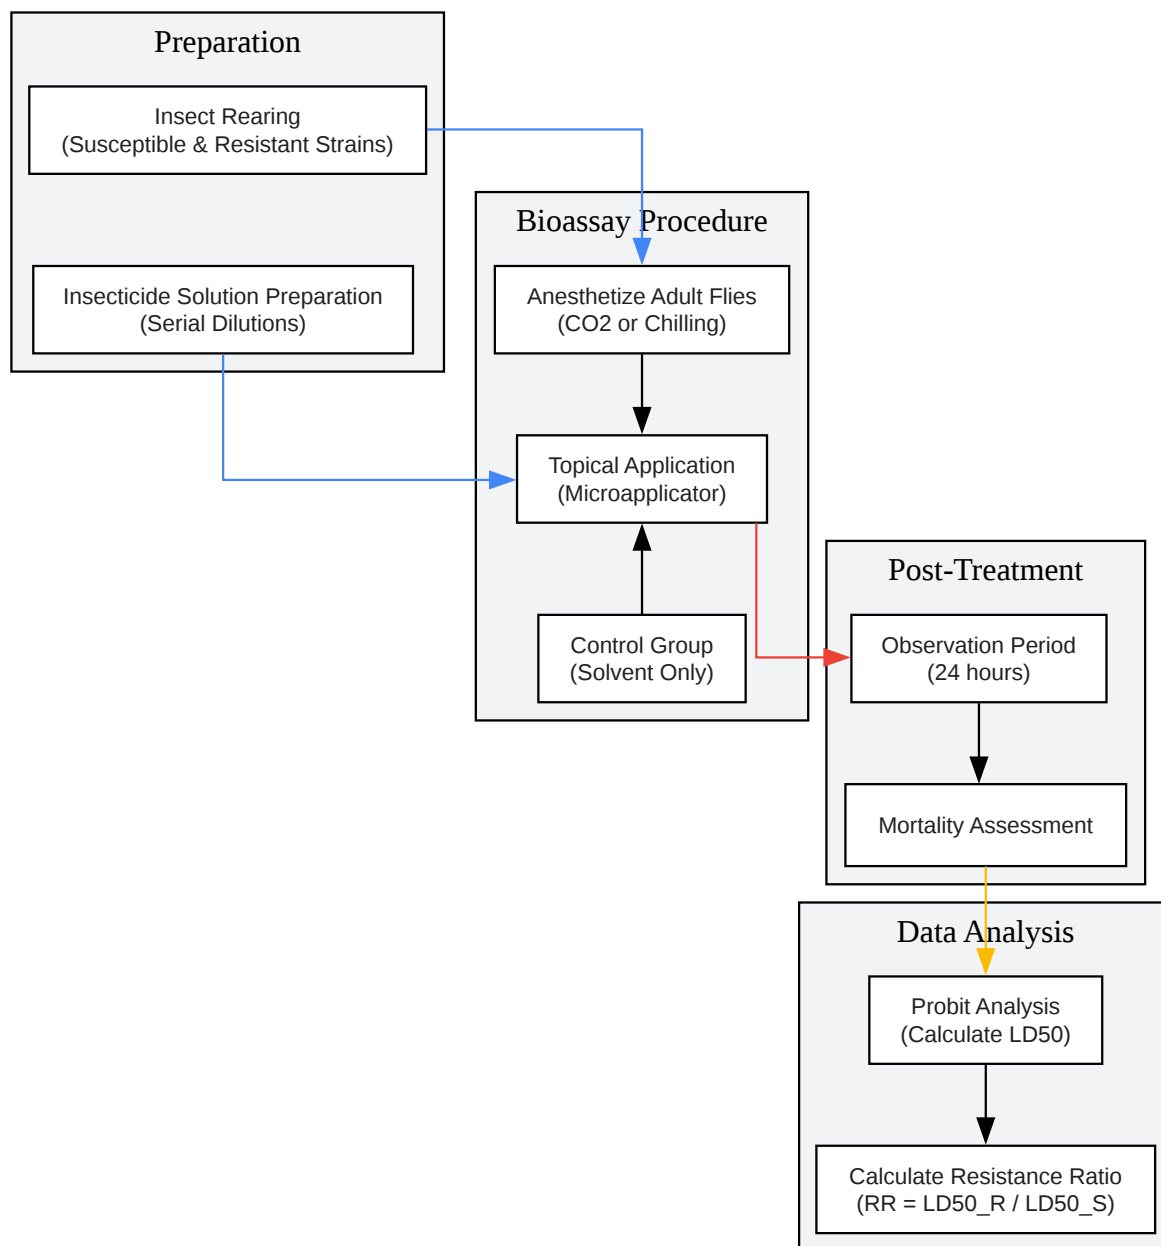 Preparation
Insect Rearing
(Susceptible & Resistant Strains)
Insecticide Solution Preparation
(Serial Dilutions)
Bioassay Procedure
Anesthetize Adult Flies
(CO2 or Chilling)
Topical Application
(Microapplicator)
Control Group
(Solvent Only)
Post-Treatment
Observation Period
(24 hours)
Mortality Assessment
Data Analysis
Probit Analysis
(Calculate LD50)
Calculate Resistance Ratio
(RR = LD50_R / LD50_S)